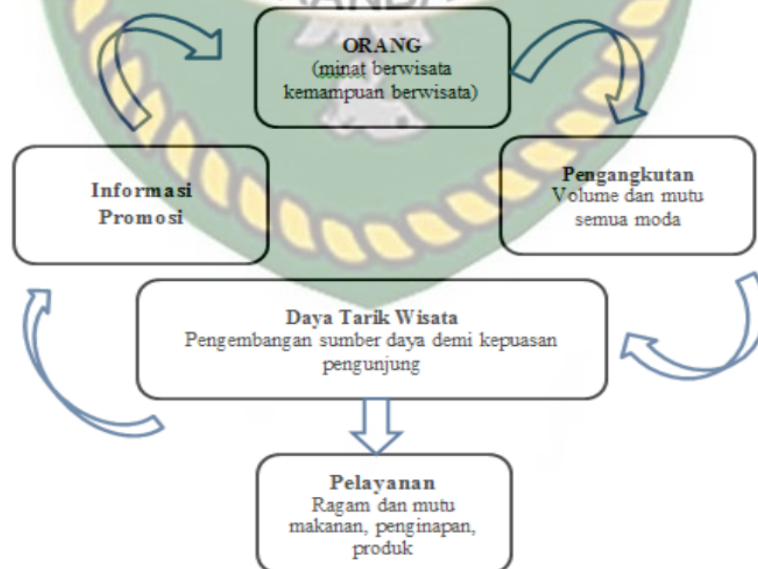 ORANG
(minat berwisata
kemampuan berwisata)
Informasi
Promosi
Pengangkutan
Volume dan mutu
semua moda
Daya Tarik Wisata
Pengembangan sumber daya demi kepuasan
pengunjung
Pelayanan
Ragam dan mutu
makanan, penginapan,
produk